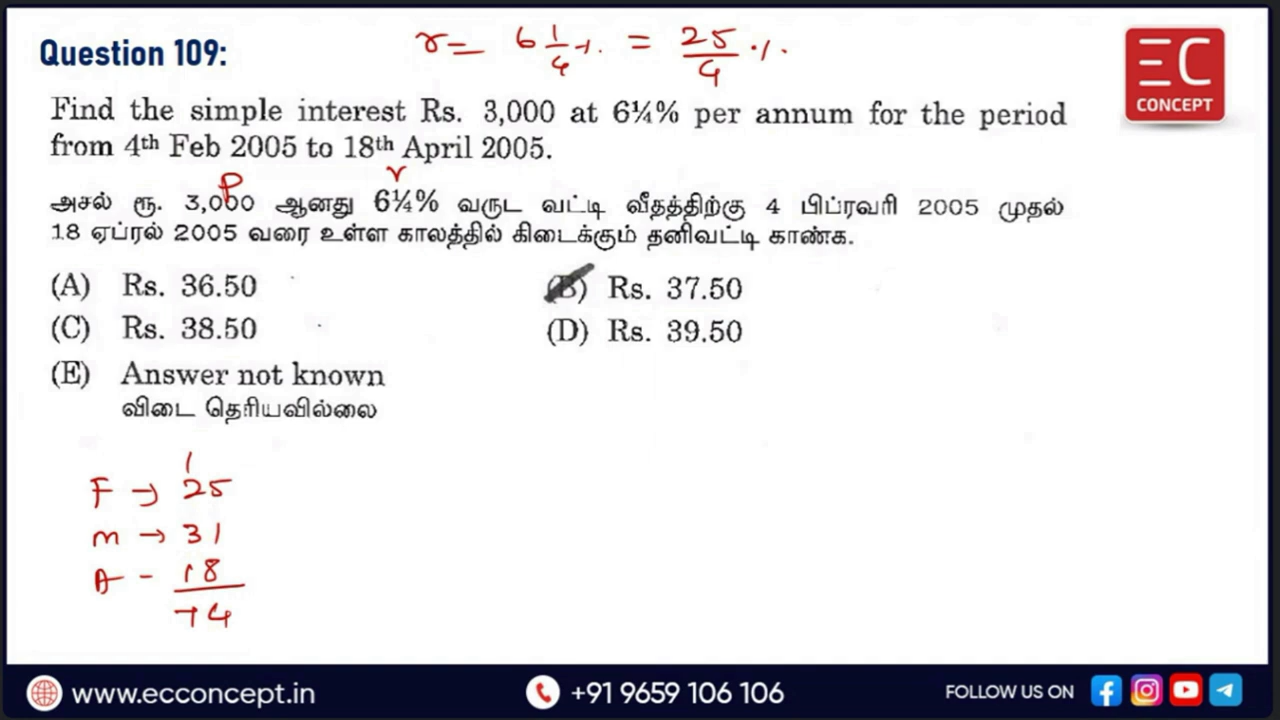 Question 109:
r = 6 1/4 % = 25/4 %
EC
CONCEPT
Find the simple interest Rs. 3,000 at 6¼% per annum for the period
from 4th Feb 2005 to 18th April 2005.
P r
அசல் ரூ. 3,000 ஆனது 6¼% வருட வட்டி வீதத்திற்கு 4 பிப்ரவரி 2005 முதல்
18 ஏப்ரல் 2005 வரை உள்ள காலத்தில் கிடைக்கும் தனிவட்டி காண்க.
(A) Rs. 36.50 (B) Rs. 37.50
(C) Rs. 38.50 (D) Rs. 39.50
(E) Answer not known
விடை தெரியவில்லை
1
F → 25
m → 31
A - 18
74
www.ecconcept.in +91 9659 106 106 FOLLOW US ON